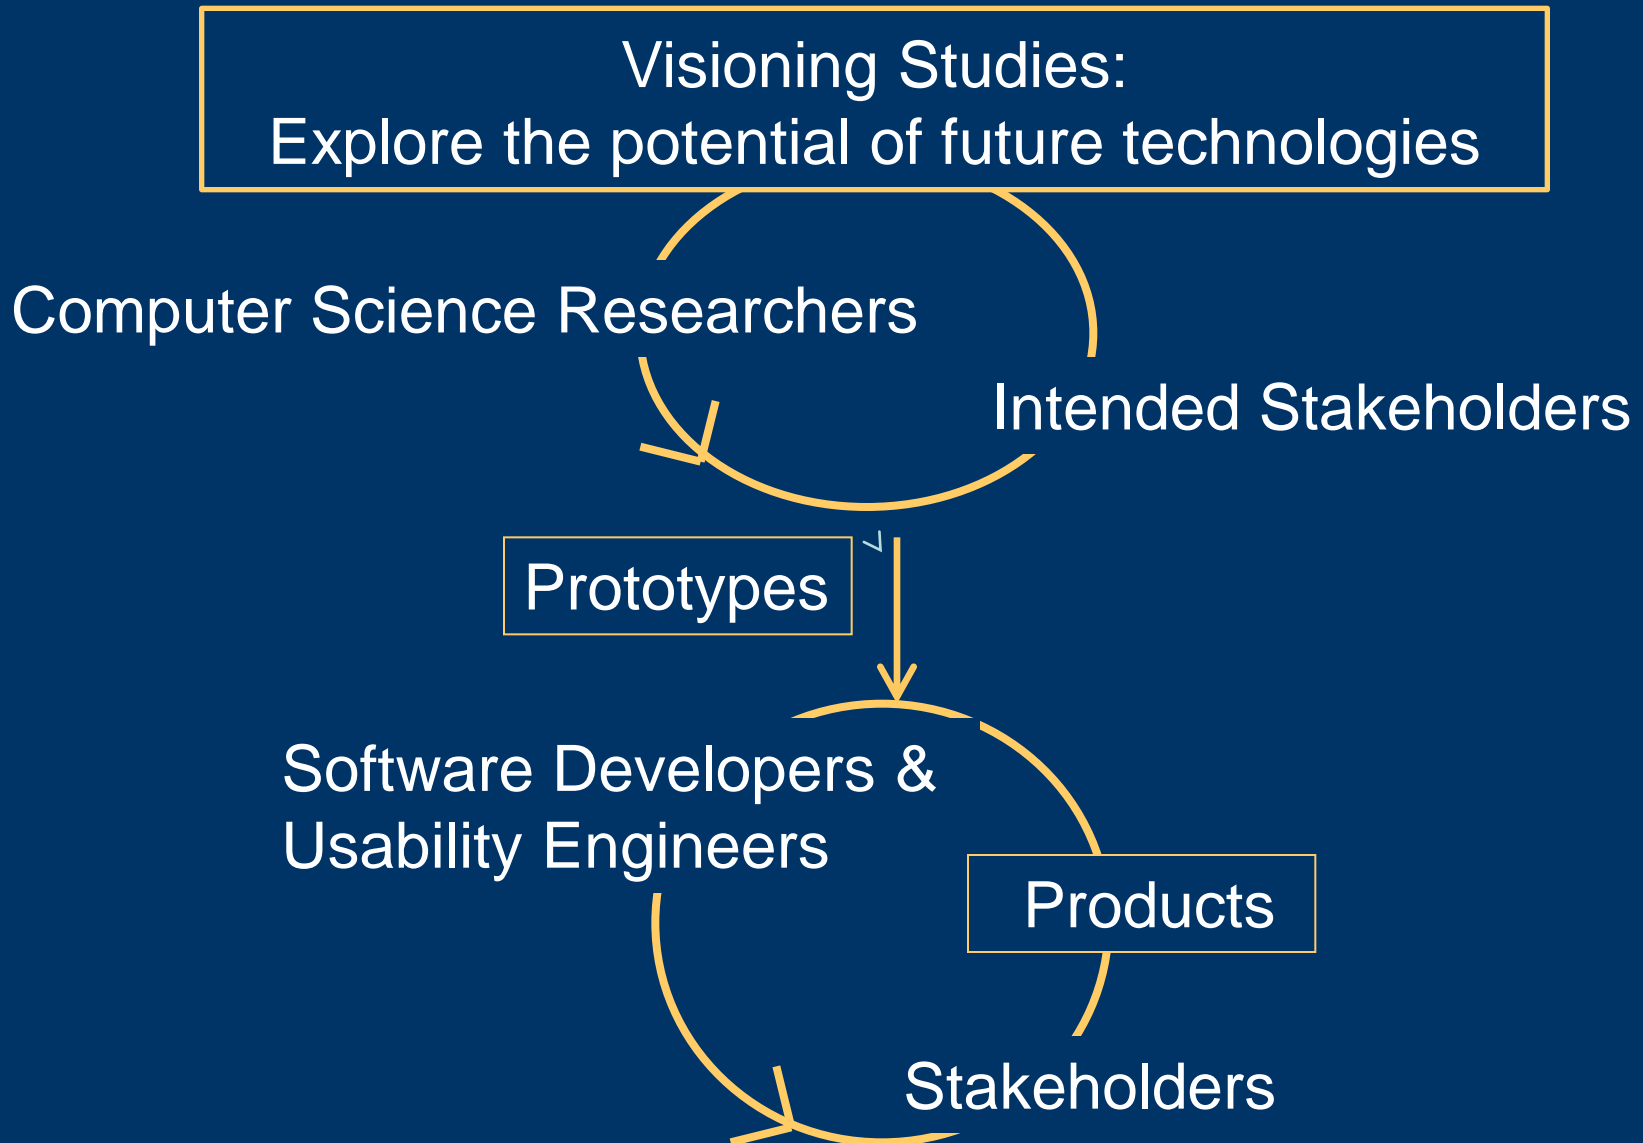 Visioning Studies:
Explore the potential of future technologies
Computer Science Researchers
Intended Stakeholders
Prototypes
Software Developers &
Usability Engineers
Products
Stakeholders